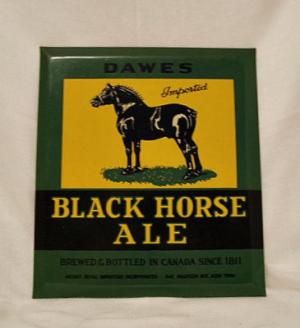 DAWES
Imported
BLACK HORSE
ALE
BREWED & BOTTLED IN CANADA SINCE 1811